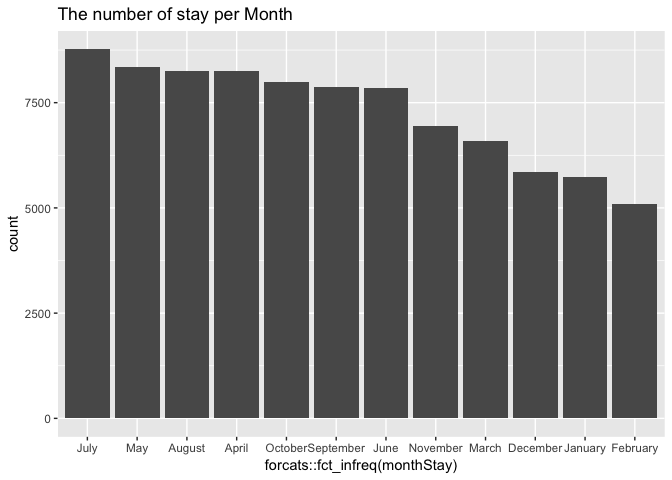 The number of stay per Month
count
7500
5000
2500
0
July May August April October September June November March December January February
forcats::fct_infreq(monthStay)